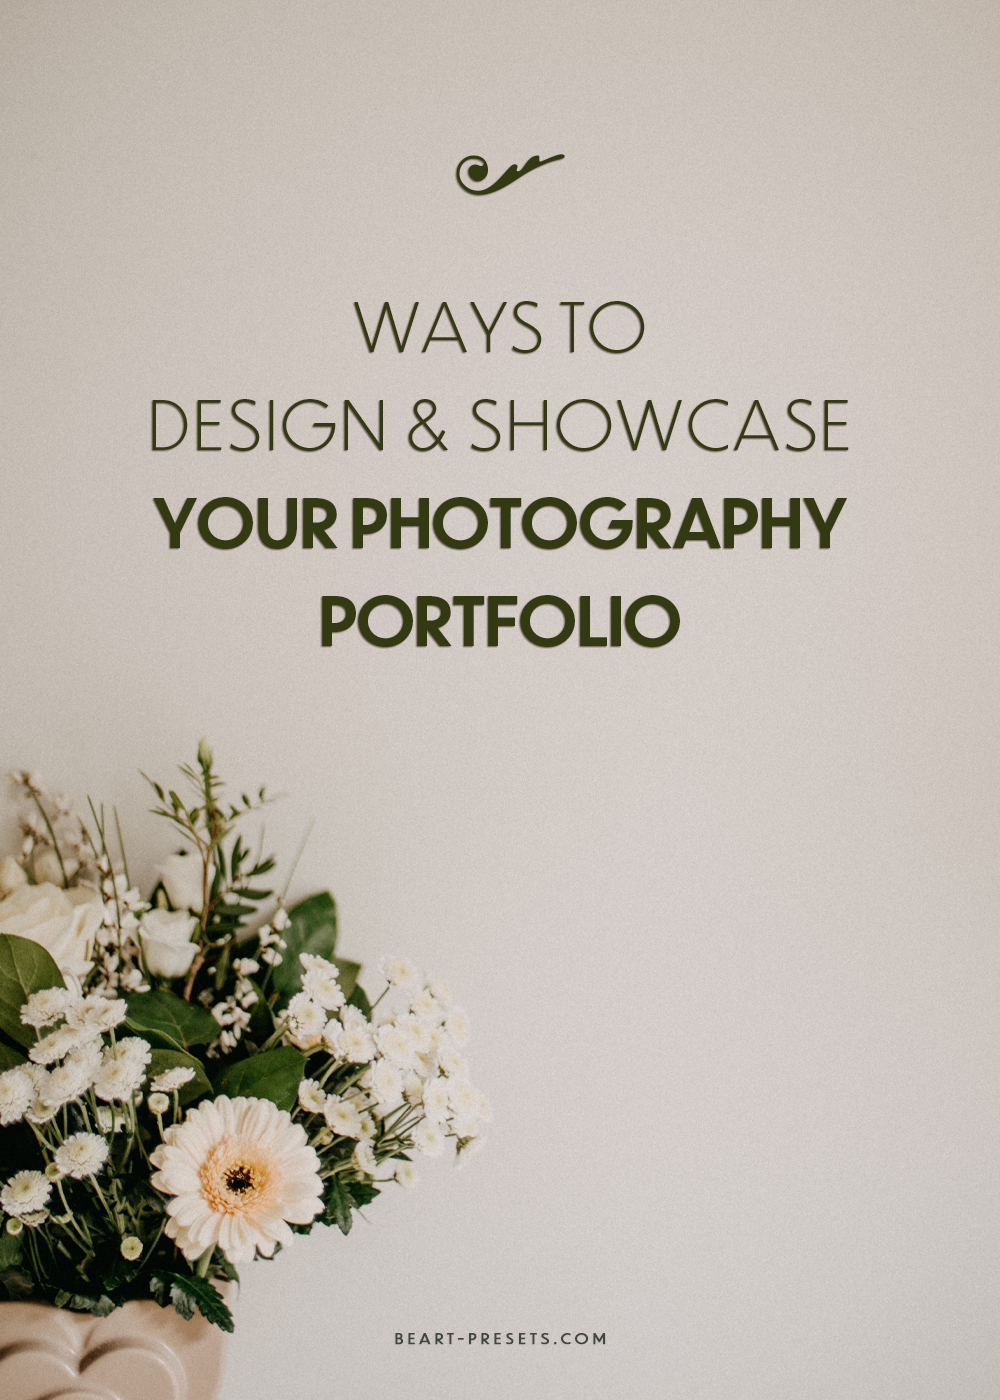 WAYS TO
DESIGN & SHOWCASE
YOUR PHOTOGRAPHY
PORTFOLIO
BEART-PRESETS.COM